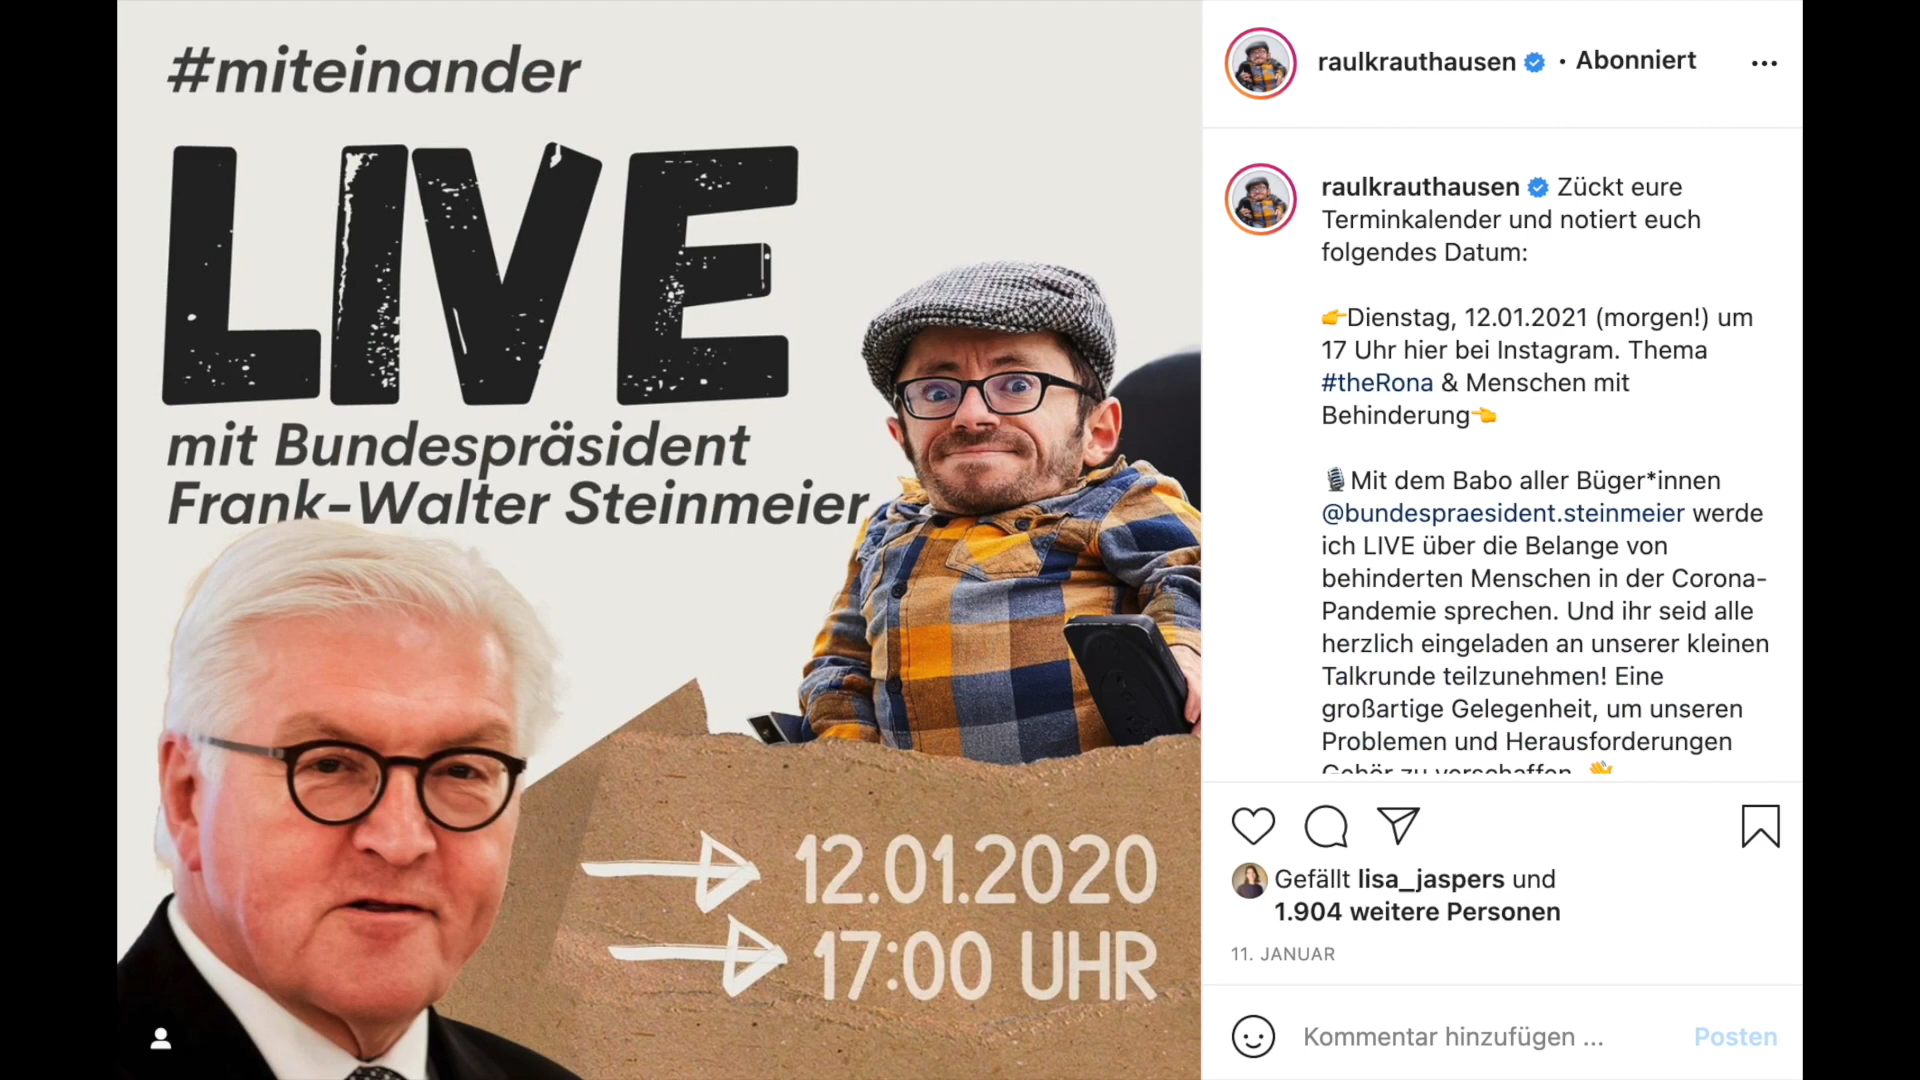 #miteinander
LIVE
mit Bundespräsident
Frank-Walter Steinmeier
12.01.2020
17:00 UHR
raulkrauthausen • Abonniert
raulkrauthausen Zückt eure
Terminkalender und notiert euch
folgendes Datum:
👉Dienstag, 12.01.2021 (morgen!) um
17 Uhr hier bei Instagram. Thema
#theRona & Menschen mit
Behinderung👈
🎙Mit dem Babo aller Büger*innen
@bundespraesident.steinmeier werde
ich LIVE über die Belange von
behinderten Menschen in der Corona-
Pandemie sprechen. Und ihr seid alle
herzlich eingeladen an unserer kleinen
Talkrunde teilzunehmen! Eine
großartige Gelegenheit, um unseren
Problemen und Herausforderungen
Gehör zu verschaffen. 👋
Gefällt lisa_jaspers und
1.904 weitere Personen
11. JANUAR
Kommentar hinzufügen ... Posten